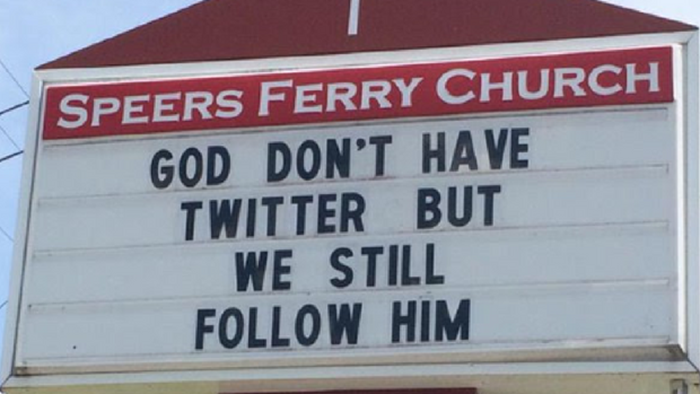 SPEERS FERRY CHURCH
GOD DON'T HAVE
TWITTER BUT
WE STILL
FOLLOW HIM